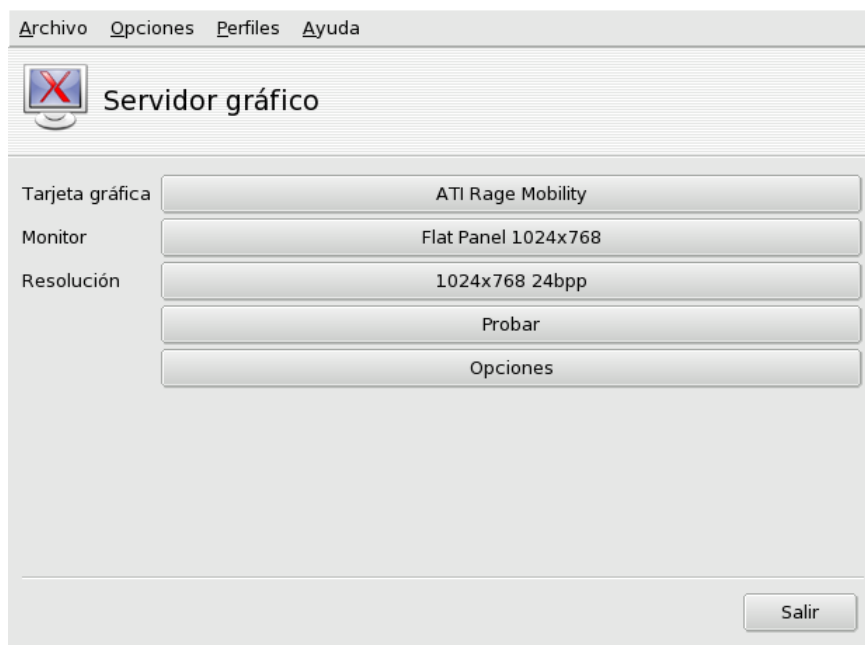 Archivo Opciones Perfiles Ayuda
Servidor gráfico
Tarjeta gráfica ATI Rage Mobility
Monitor Flat Panel 1024x768
Resolución 1024x768 24bpp
Probar
Opciones
Salir